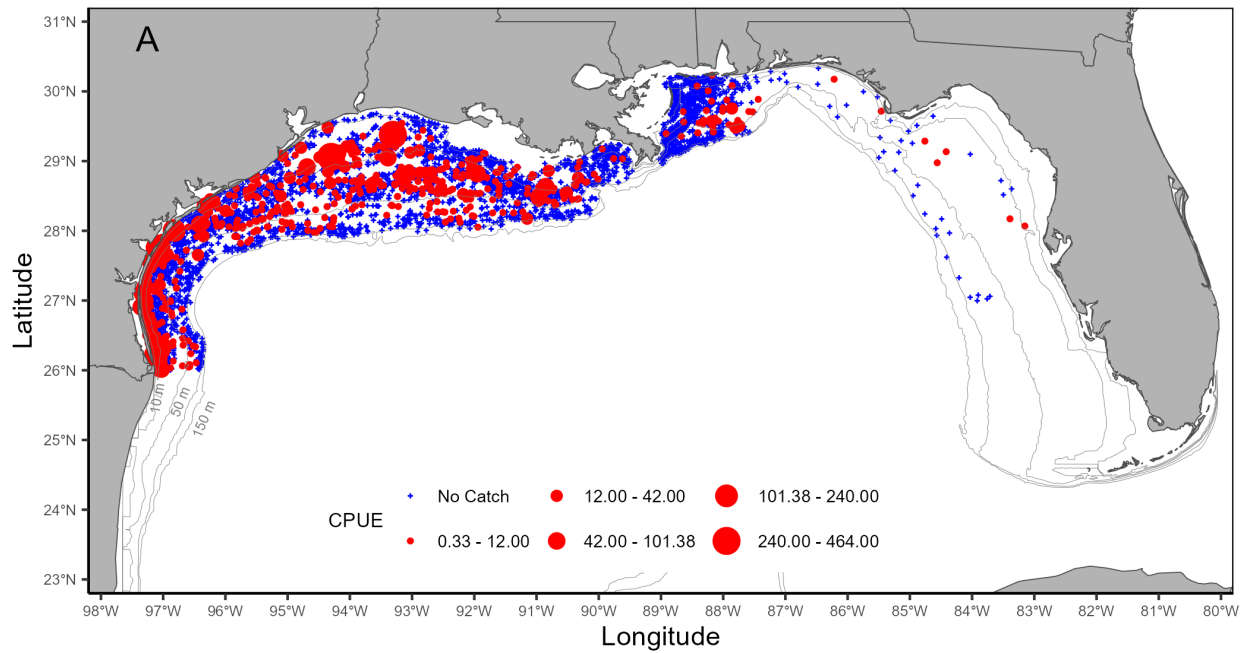 A
31°N
30°N
29°N
28°N
27°N
26°N
25°N
24°N
23°N
Latitude
10 m
50 m
150 m
CPUE
No Catch
12.00 - 42.00
101.38 - 240.00
0.33 - 12.00
42.00 - 101.38
240.00 - 464.00
98°W 97°W 96°W 95°W 94°W 93°W 92°W 91°W 90°W 89°W 88°W 87°W 86°W 85°W 84°W 83°W 82°W 81°W 80°W
Longitude